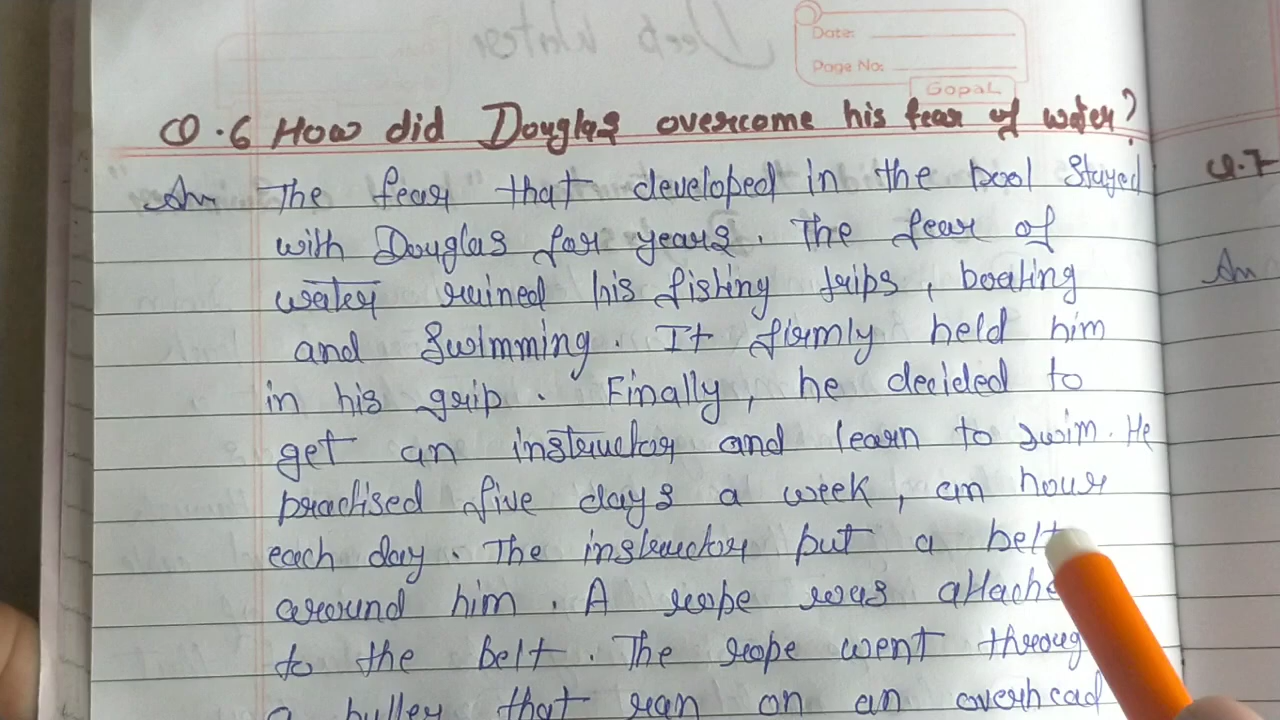 Deep Water
Date:
Page No:
GopaL
Q.6 How did Douglas overcome his fear of water?
Q.7
Ans The fear that developed in the pool stayed
with Douglas for years. The fear of
Ans
water ruined his fishing trips, boating
and swimming. It firmly held him
in his grip. Finally, he decided to
get an instructor and learn to swim. He
practised five days a week, an hour
each day. The instructor put a belt
around him. A rope was attache
to the belt. The rope went throug
a pulley that ran on an overhead